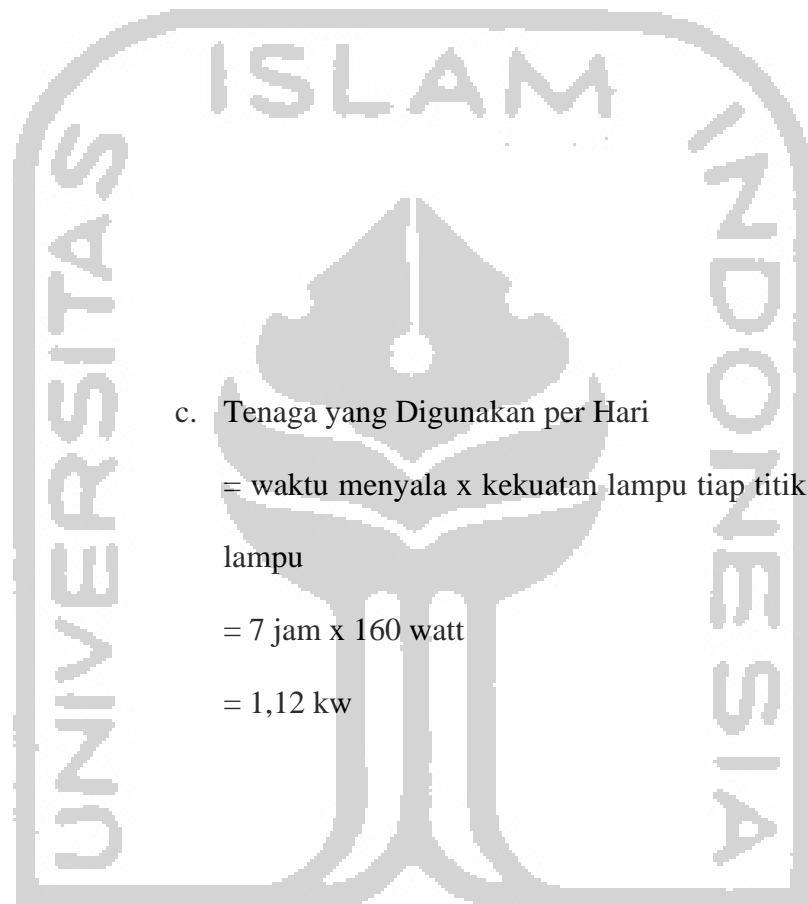 ISLAM
UNIVERSITAS
INDONESIA
c. Tenaga yang Digunakan per Hari
= waktu menyala x kekuatan lampu tiap titik
lampu
= 7 jam x 160 watt
= 1,12 kw